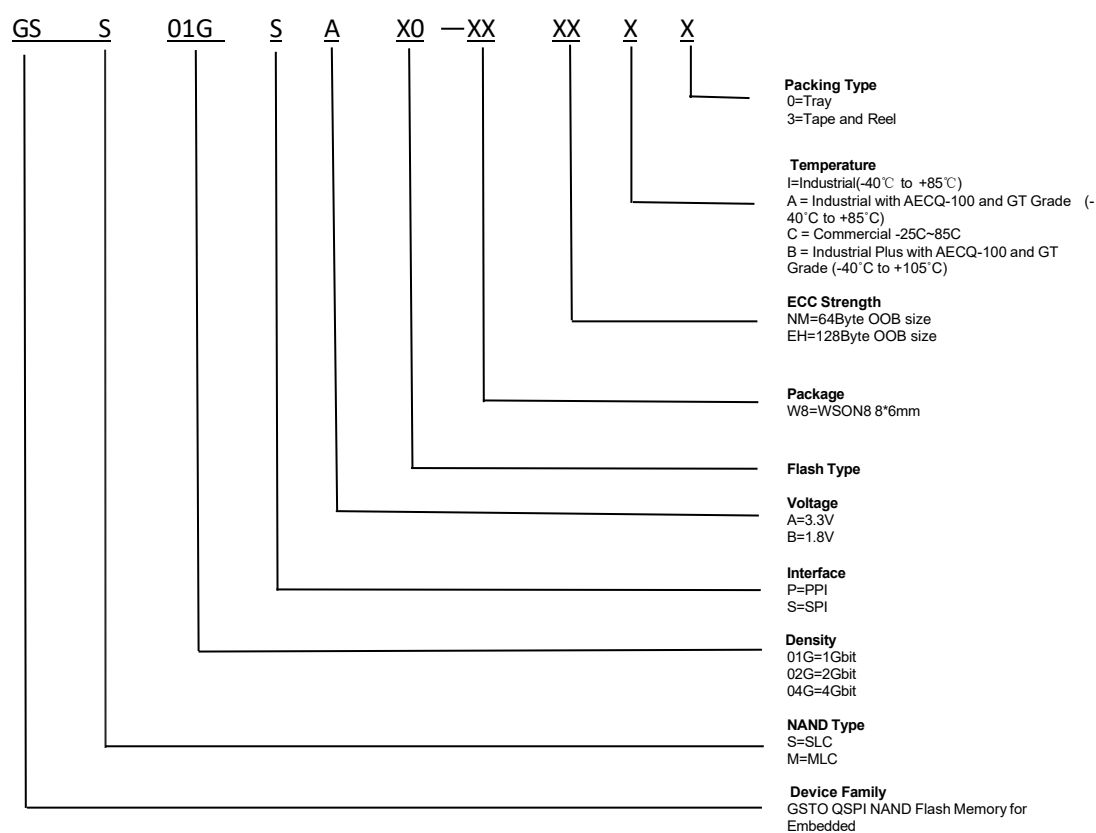 GS S 01G S A X0 —XX XX X X
Packing Type
0=Tray
3=Tape and Reel
Temperature
I=Industrial(-40℃ to +85℃)
A = Industrial with AECQ-100 and GT Grade (-
40˚C to +85˚C)
C = Commercial -25C~85C
B = Industrial Plus with AECQ-100 and GT
Grade (-40˚C to +105˚C)
ECC Strength
NM=64Byte OOB size
EH=128Byte OOB size
Package
W8=WSON8 8*6mm
Flash Type
Voltage
A=3.3V
B=1.8V
Interface
P=PPI
S=SPI
Density
01G=1Gbit
02G=2Gbit
04G=4Gbit
NAND Type
S=SLC
M=MLC
Device Family
GSTO QSPI NAND Flash Memory for
Embedded